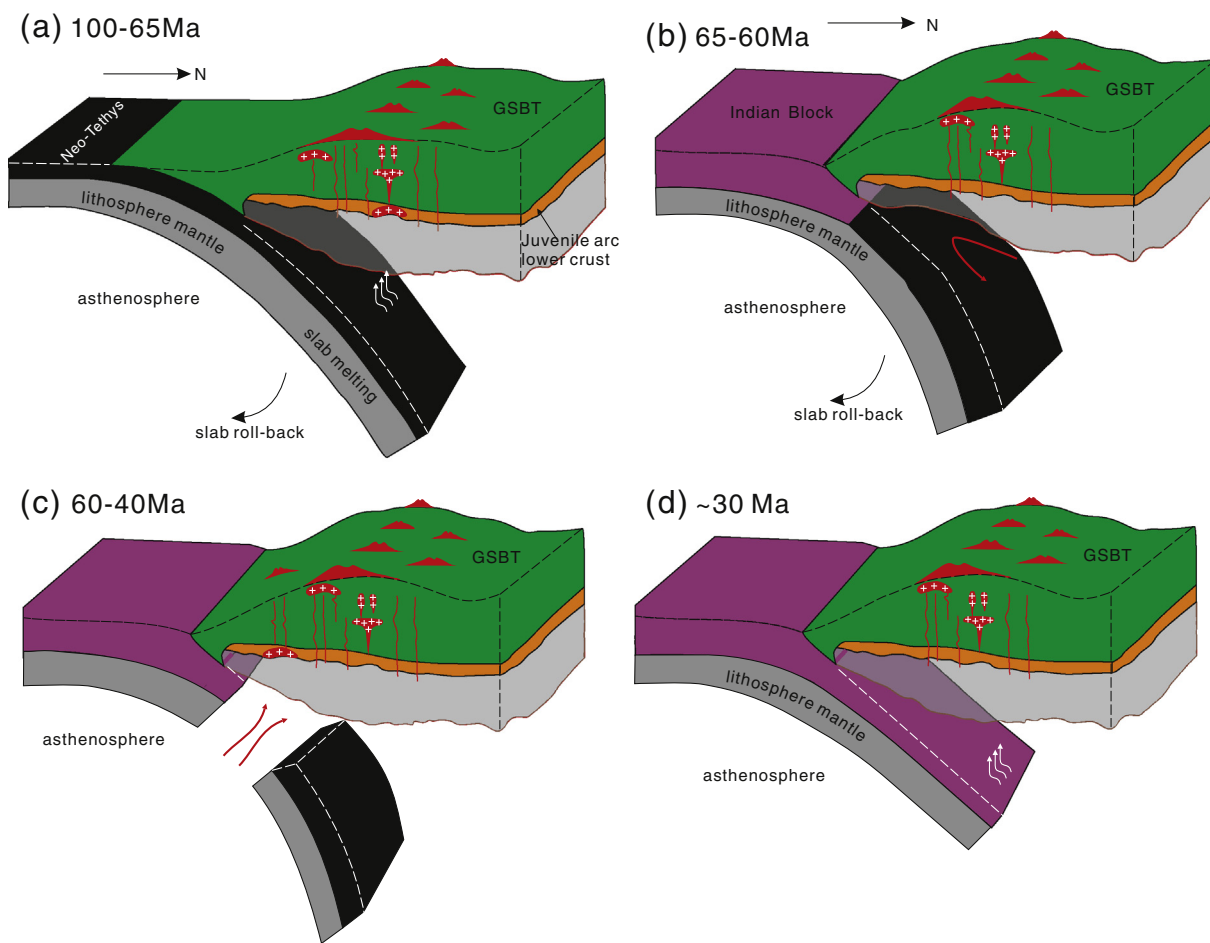 (a) 100-65Ma
N
Neo-Tethys
GSBT
lithosphere mantle
Juvenile arc
lower crust
asthenosphere
slab melting
slab roll-back
(b) 65-60Ma
N
Indian Block
GSBT
lithosphere mantle
asthenosphere
slab roll-back
(c) 60-40Ma
GSBT
asthenosphere
(d) ~30 Ma
GSBT
lithosphere mantle
asthenosphere